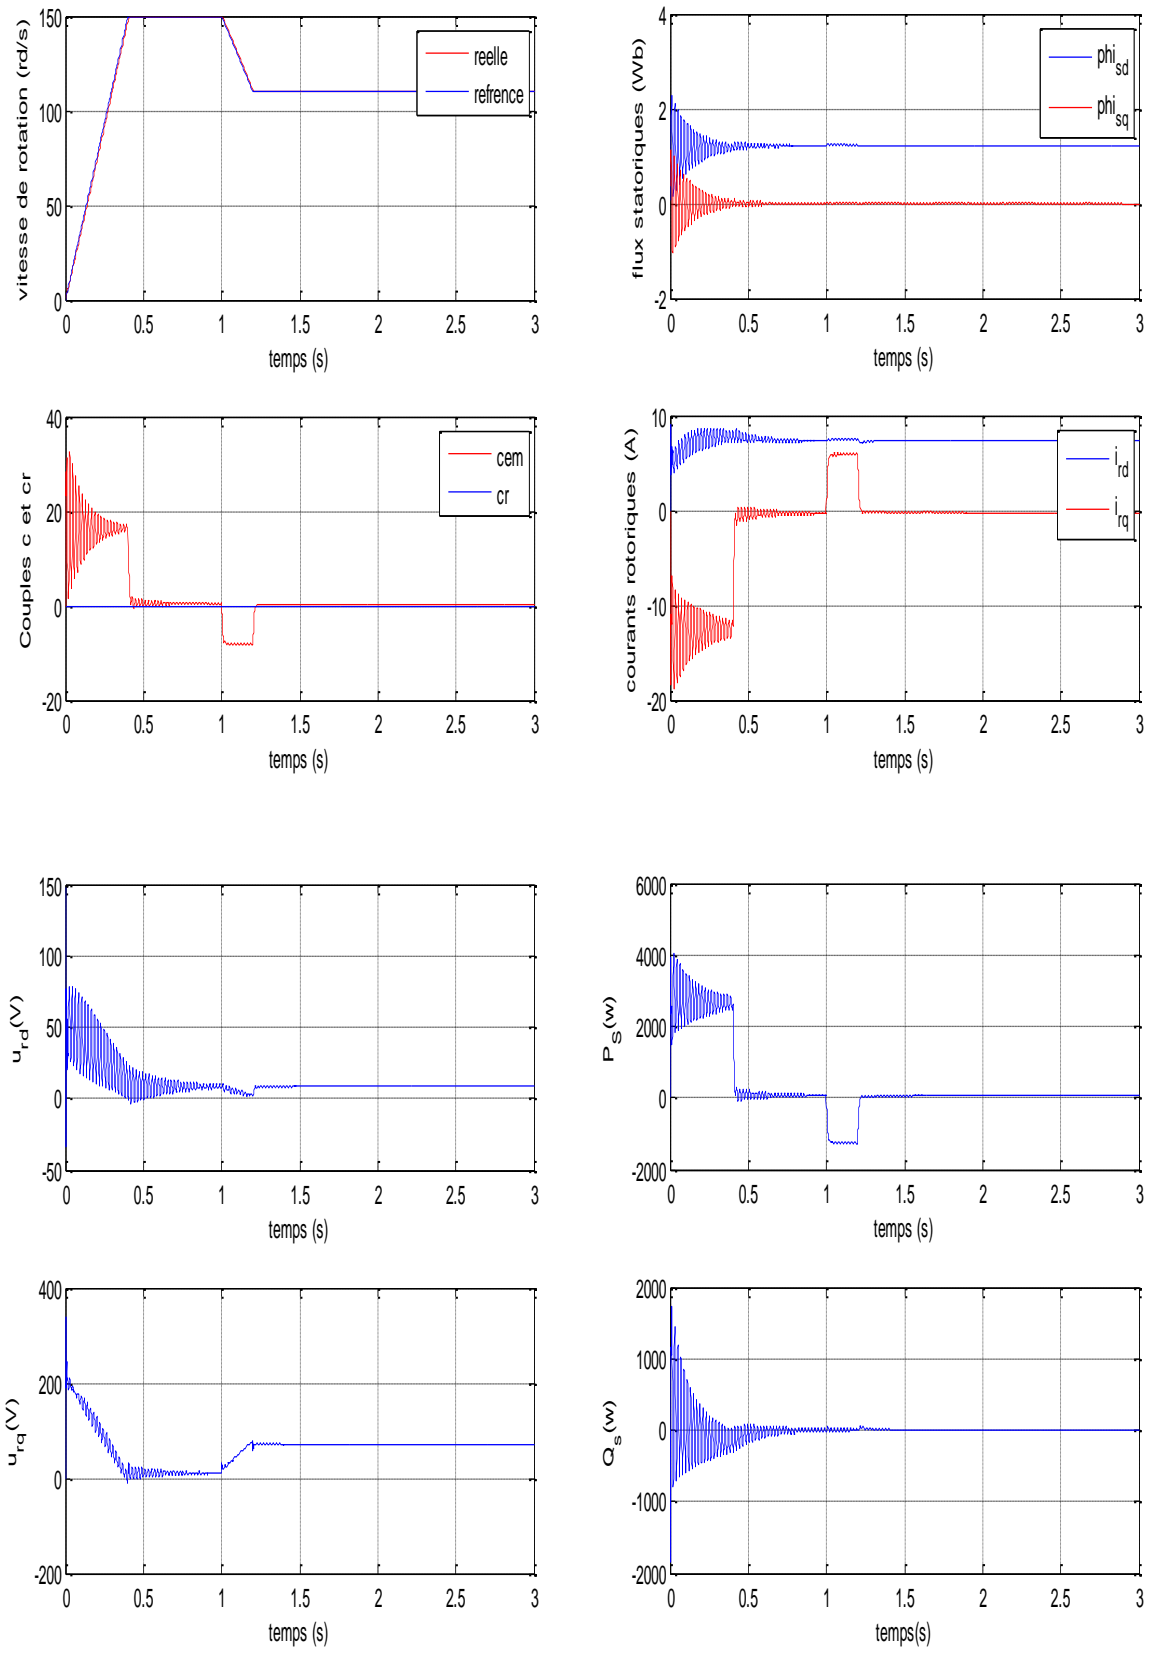 vitesse de rotation (rd/s)
150
100
50
0
0 0.5 1 1.5 2 2.5 3
temps (s)
reelle
refrence
flux statoriques (Wb)
4
2
0
-2
0 0.5 1 1.5 2 2.5 3
temps (s)
phi_sd
phi_sq
Couples c et cr
40
20
0
-20
0 0.5 1 1.5 2 2.5 3
temps (s)
cem
cr
courants rotoriques (A)
10
0
-10
-20
0 0.5 1 1.5 2 2.5 3
temps (s)
i_rd
i_rq
u_rd(V)
150
100
50
0
-50
0 0.5 1 1.5 2 2.5 3
temps (s)
P_S(w)
6000
4000
2000
0
-2000
0 0.5 1 1.5 2 2.5 3
temps (s)
u_rq(V)
400
200
0
-200
0 0.5 1 1.5 2 2.5 3
temps (s)
Q_s(w)
2000
1000
0
-1000
-2000
0 0.5 1 1.5 2 2.5 3
temps(s)